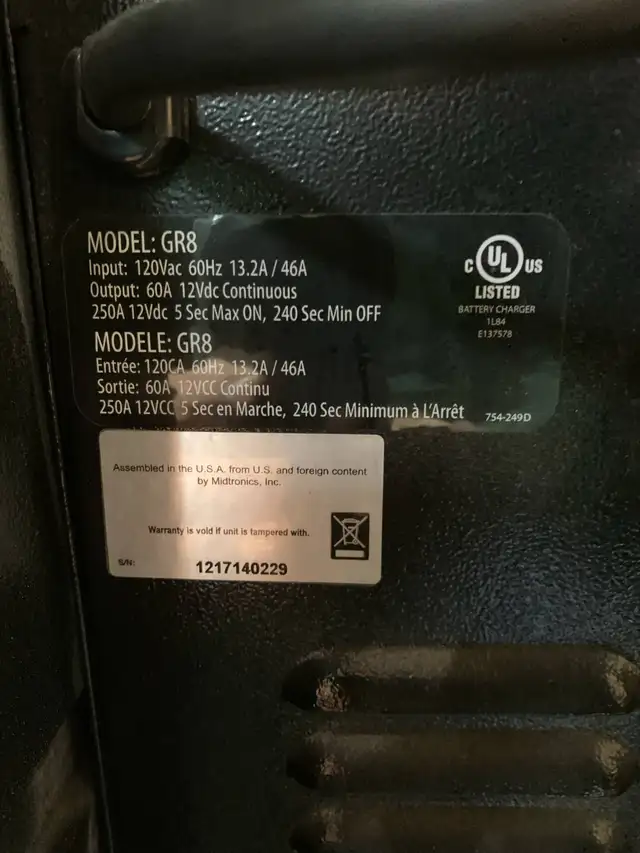 MODEL: GR8
Input: 120Vac 60Hz 13.2A / 46A
Output: 60A 12Vdc Continuous
250A 12Vdc 5 Sec Max ON, 240 Sec Min OFF
MODELE: GR8
Entrée: 120CA 60Hz 13.2A / 46A
Sortie: 60A 12VCC Continu
250A 12VCC 5 Sec en Marche, 240 Sec Minimum à L'Arrêt
C UL US
LISTED
BATTERY CHARGER
1L84
E137578
754-249D
Assembled in the U.S.A. from U.S. and foreign content
by Midtronics, Inc.
Warranty is void if unit is tampered with.
S/N: 1217140229